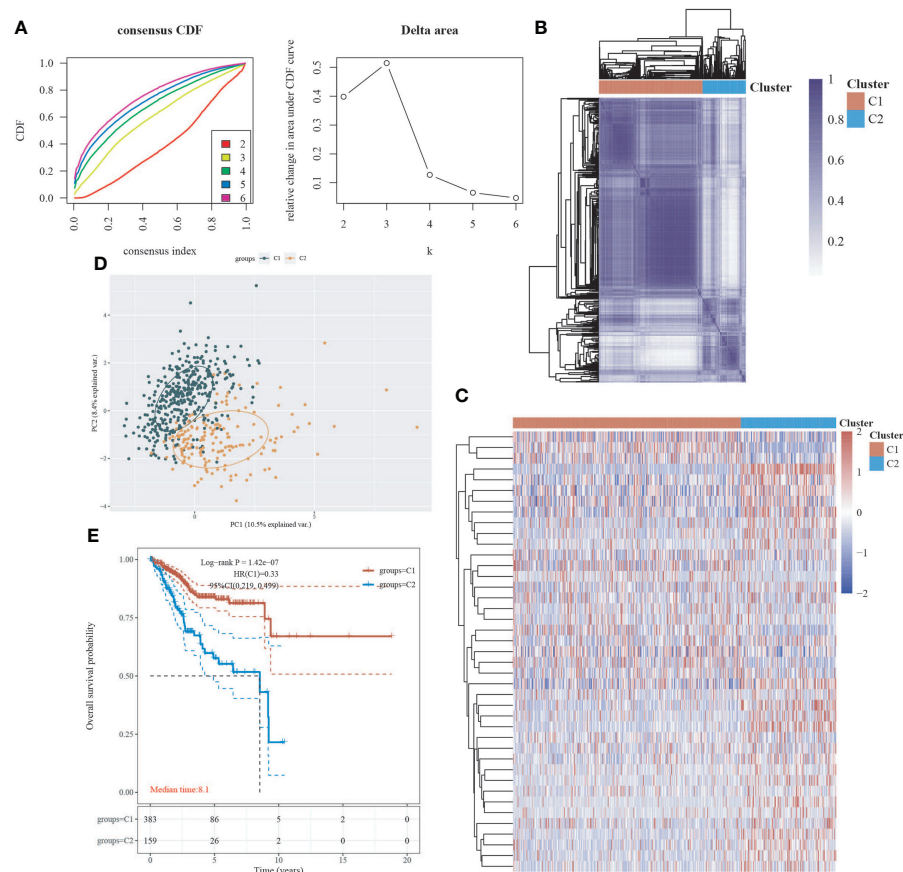 A
consensus CDF
CDF
1.0
0.8
0.6
0.4
0.2
0.0
2
3
4
5
6
0.0
0.2
0.4
0.6
0.8
1.0
consensus index
Delta area
relative change in area under CDF curve
0.5
0.4
0.3
0.2
0.1
2
3
4
5
6
k
B
Cluster
1
0.8
0.6
0.4
0.2
Cluster
C1
C2
D
groups C1 C2
PC2 (8.4% explained var.)
4
2
0
−2
−4
0
PC1 (10.5% explained var.)
C
Cluster
2
1
0
−1
−2
Cluster
C1
C2
E
Overall survival probability
1.00
0.75
0.50
0.25
0.00
Log−rank P = 1.42e−07
HR(C1)=0.33
95%CI(0.219, 0.499)
groups=C1
groups=C2
Median time:8.1
groups=C1 383 86 5 2 0
groups=C2 159 26 2 0 0
0 5 10 15 20
Time (years)